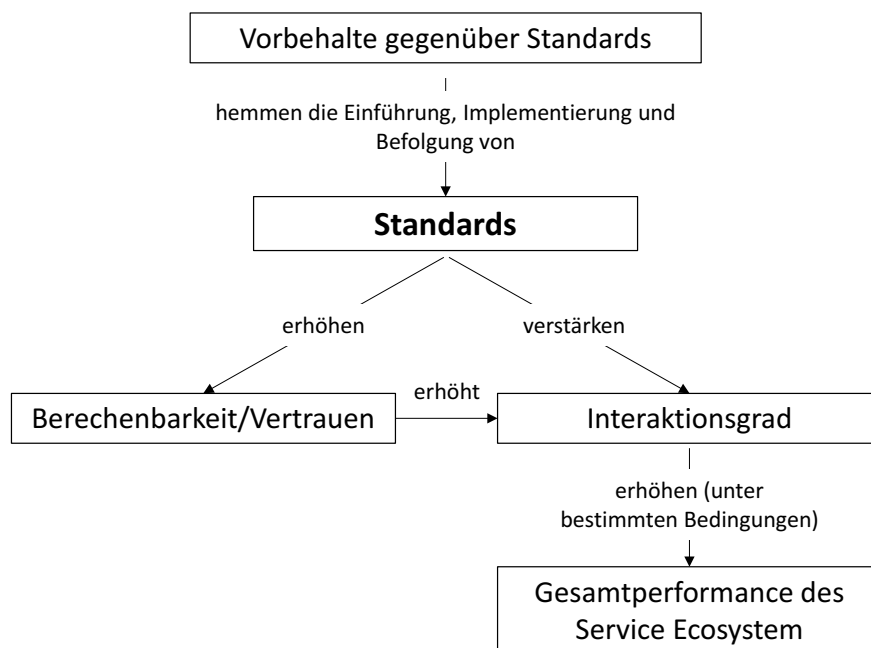 Vorbehalte gegenüber Standards
hemmen die Einführung, Implementierung und
Befolgung von
Standards
erhöhen
verstärken
Berechenbarkeit/Vertrauen
erhöht
Interaktionsgrad
erhöhen (unter
bestimmten Bedingungen)
Gesamtperformance des
Service Ecosystem